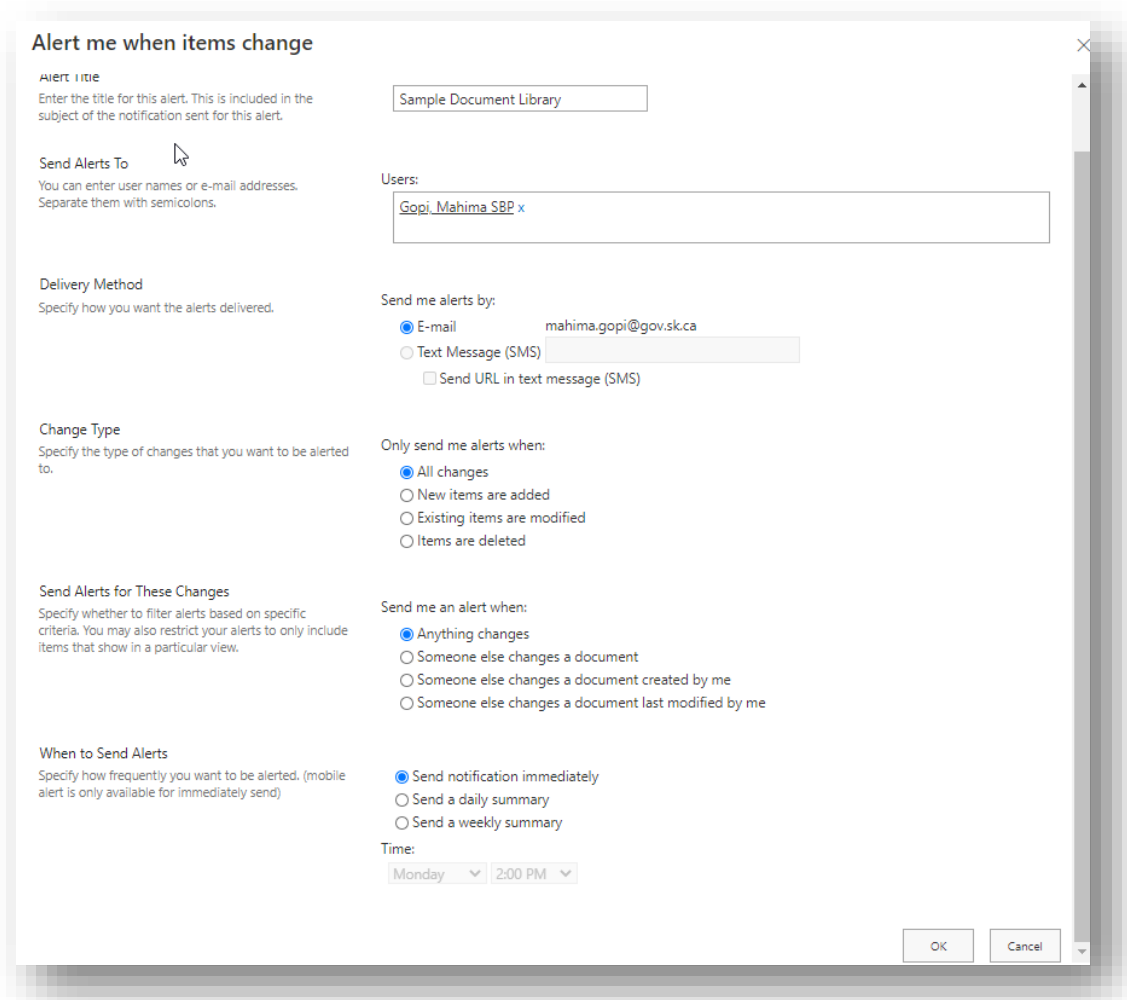 Alert me when items change
Alert Title
Enter the title for this alert. This is included in the
subject of the notification sent for this alert.
Sample Document Library
Send Alerts To
You can enter user names or e-mail addresses.
Separate them with semicolons.
Users:
Gopi, Mahima SBP x
Delivery Method
Specify how you want the alerts delivered.
Send me alerts by:
E-mail mahima.gopi@gov.sk.ca
Text Message (SMS)
Send URL in text message (SMS)
Change Type
Specify the type of changes that you want to be alerted
to.
Only send me alerts when:
All changes
New items are added
Existing items are modified
Items are deleted
Send Alerts for These Changes
Specify whether to filter alerts based on specific
criteria. You may also restrict your alerts to only include
items that show in a particular view.
Send me an alert when:
Anything changes
Someone else changes a document
Someone else changes a document created by me
Someone else changes a document last modified by me
When to Send Alerts
Specify how frequently you want to be alerted. (mobile
alert is only available for immediately send)
Send notification immediately
Send a daily summary
Send a weekly summary
Time:
Monday 2:00 PM
OK Cancel